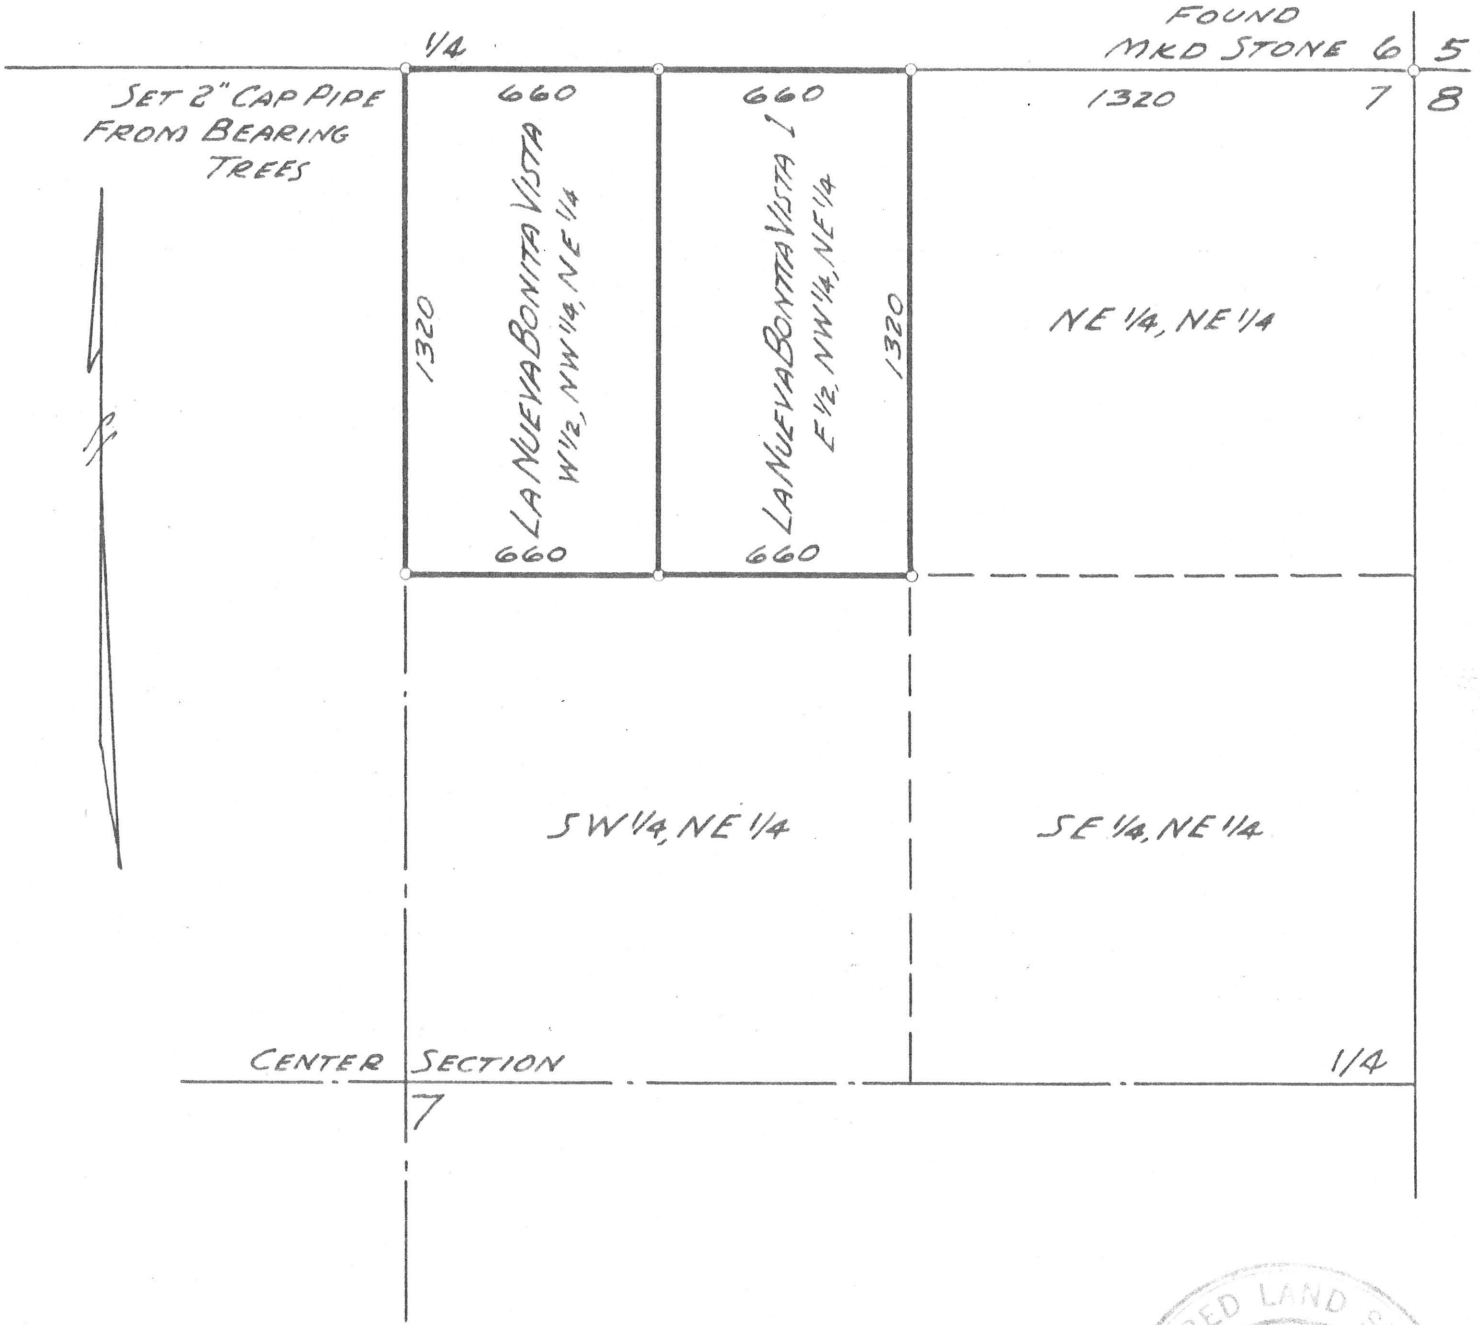 FOUND
MKD STONE 6 5
1/4
SET 2" CAP PIPE
FROM BEARING
TREES
660
660
1320
7 8
LA NUEVA BONITA VISTA
W 1/2, NW 1/4, NE 1/4
LA NUEVA BONITA VISTA 1
E 1/2, NW 1/4, NE 1/4
1320
1320
NE 1/4, NE 1/4
660
660
SW 1/4, NE 1/4
SE 1/4, NE 1/4
CENTER SECTION
1/4
7
LAND